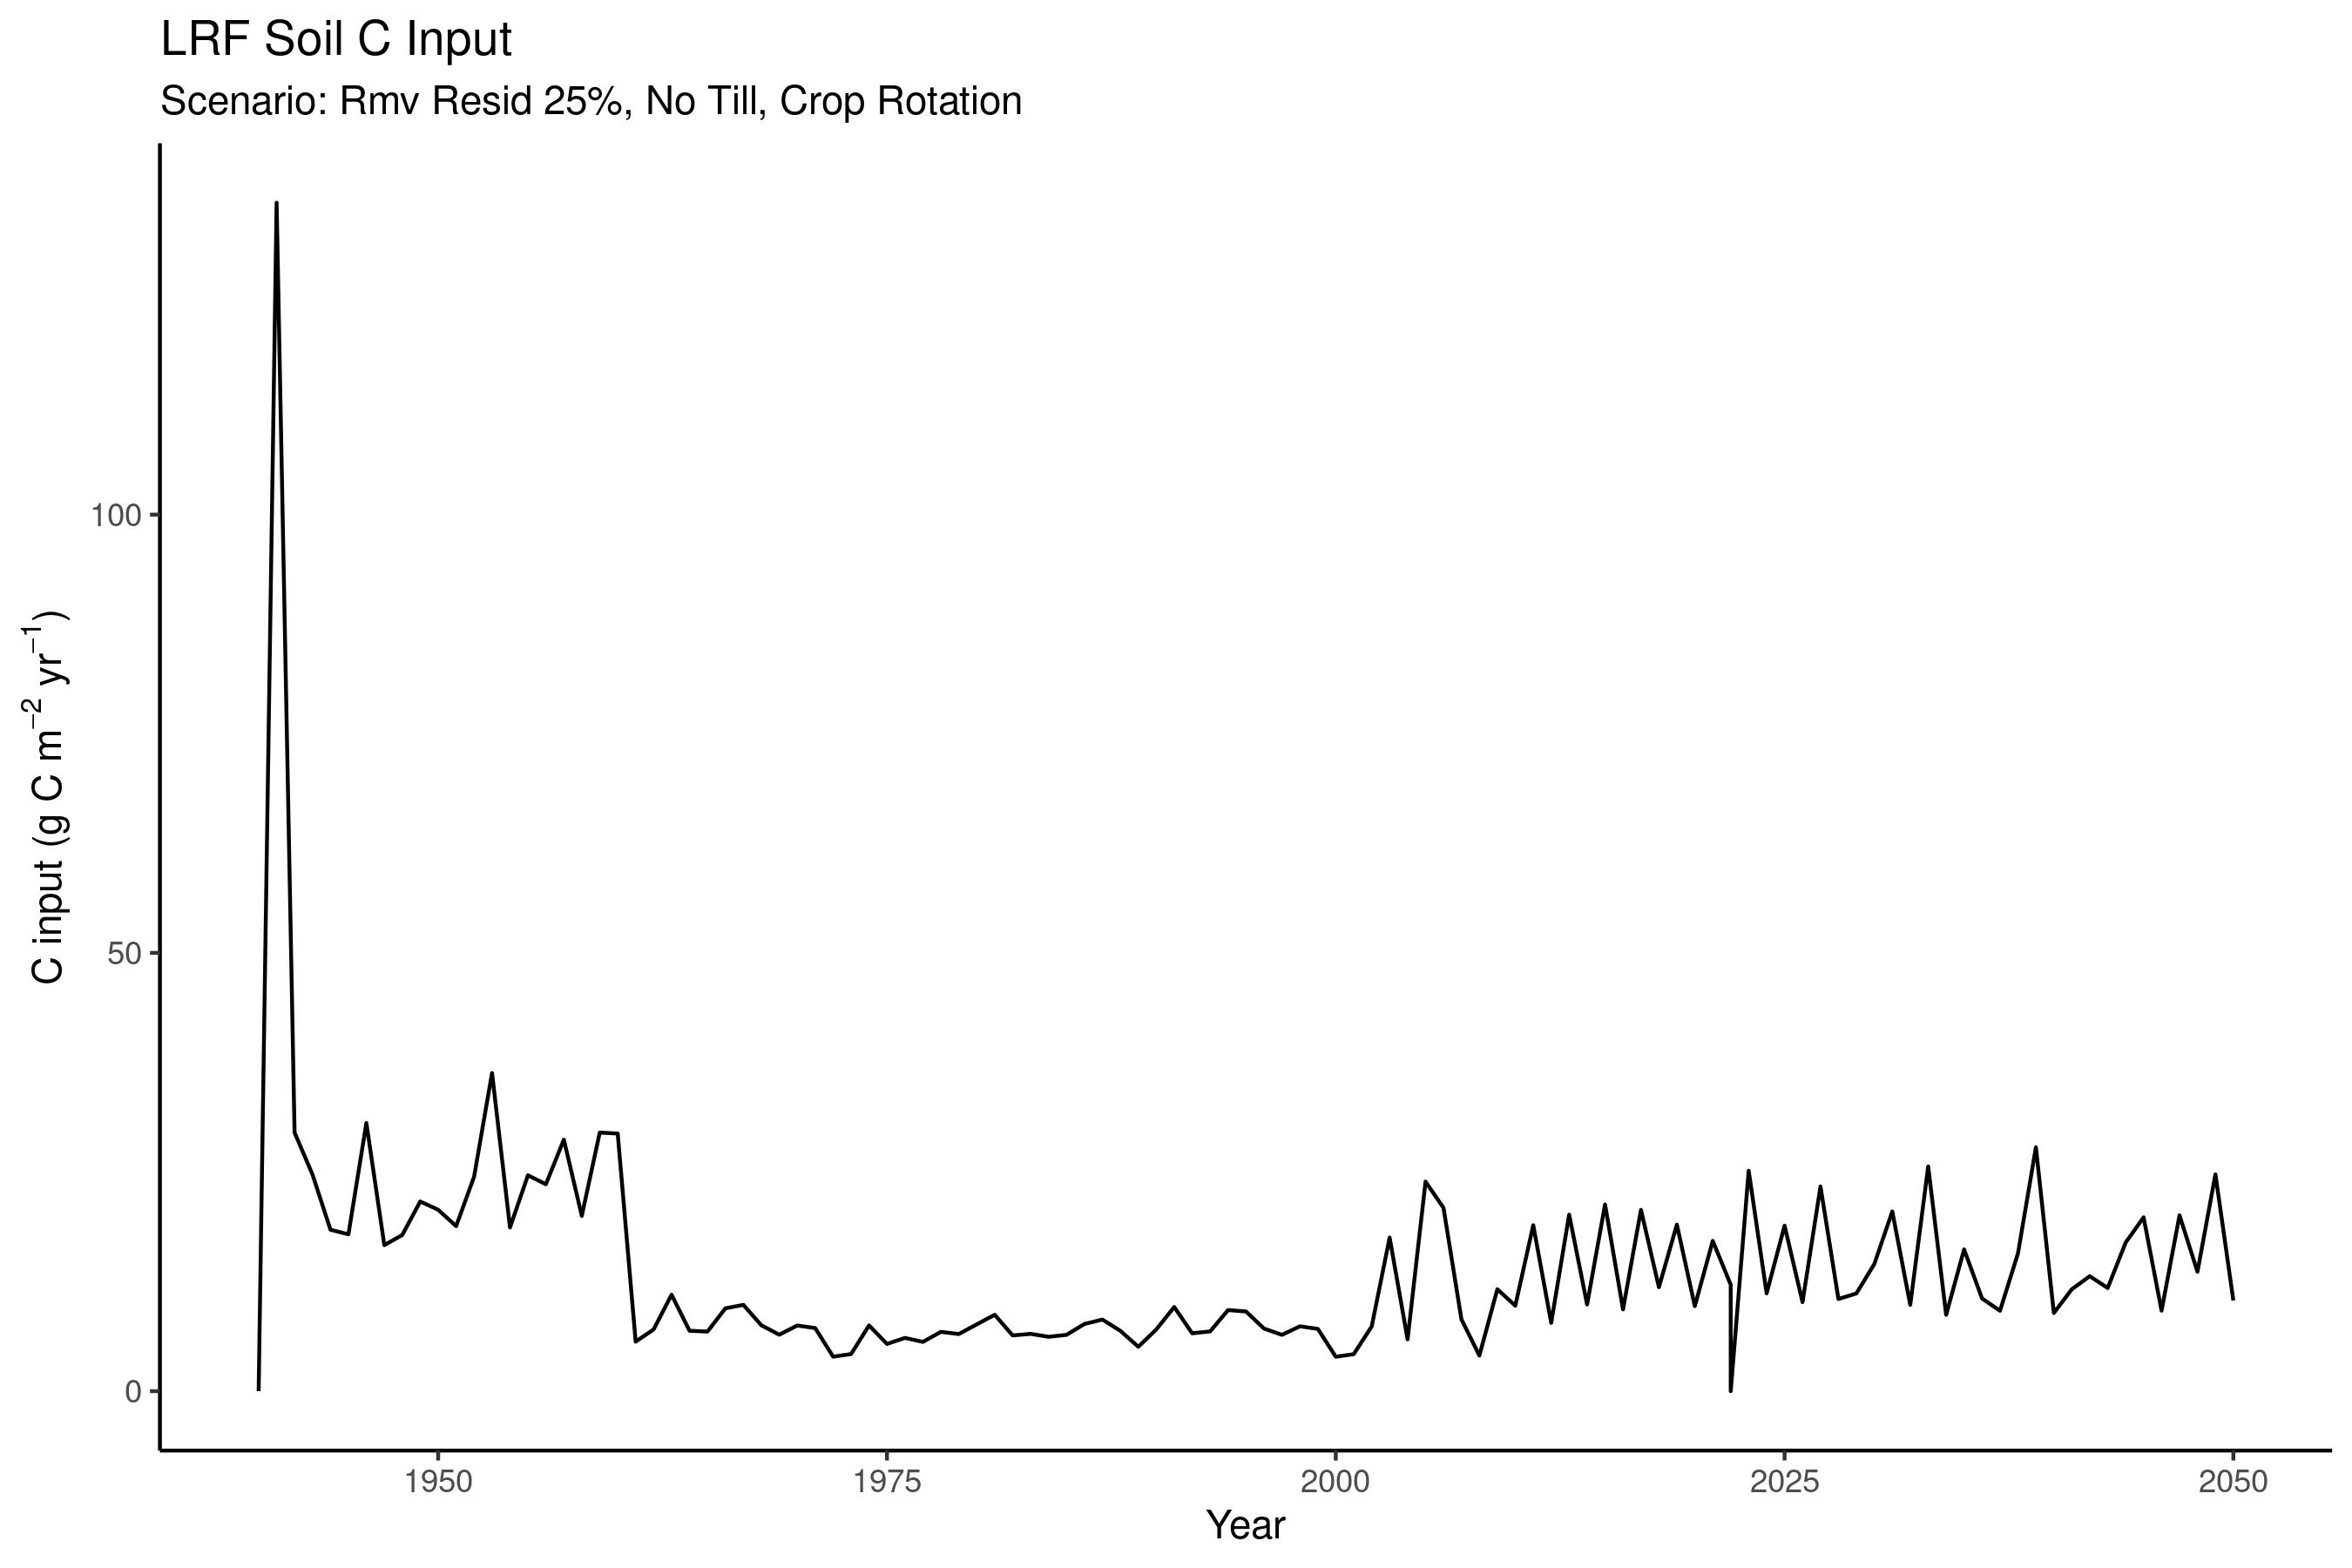 LRF Soil C Input
Scenario: Rmv Resid 25%, No Till, Crop Rotation
C input (g C m⁻² yr⁻¹)
100
50
0
1950 1975 2000 2025 2050
Year